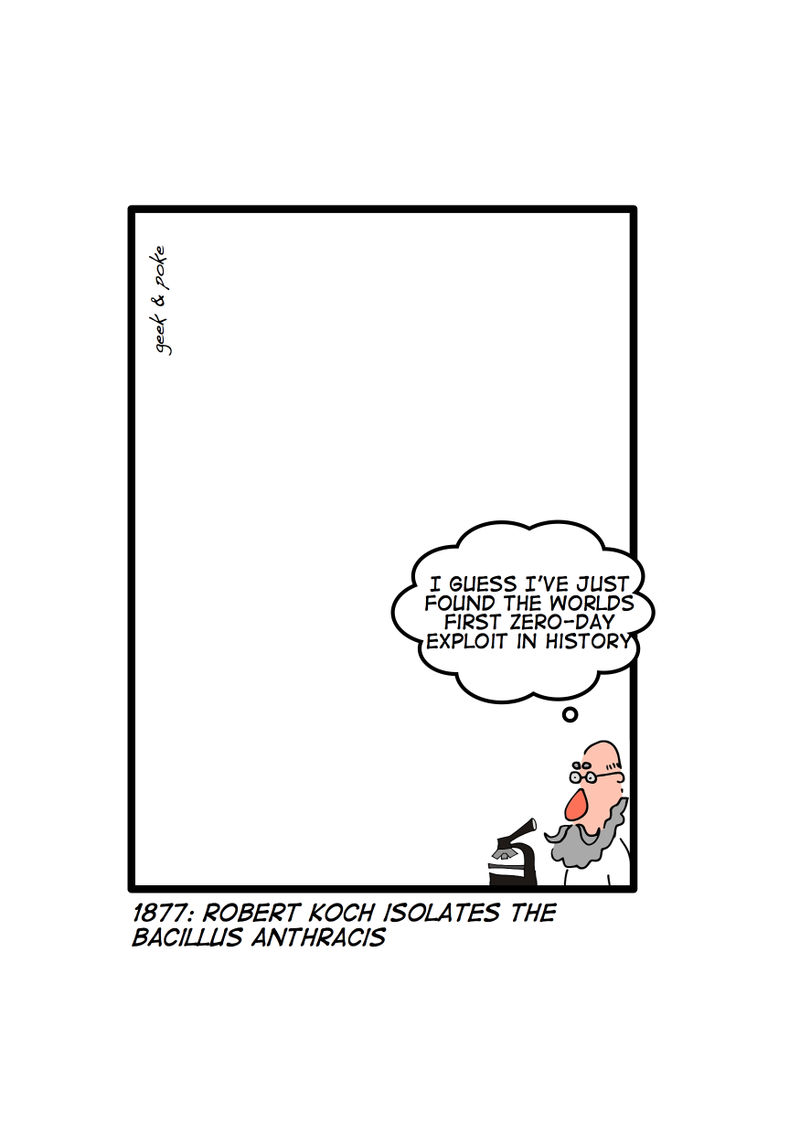 geek & poke
I GUESS I'VE JUST
FOUND THE WORLDS
FIRST ZERO-DAY
EXPLOIT IN HISTORY
1877: ROBERT KOCH ISOLATES THE
BACILLUS ANTHRACIS